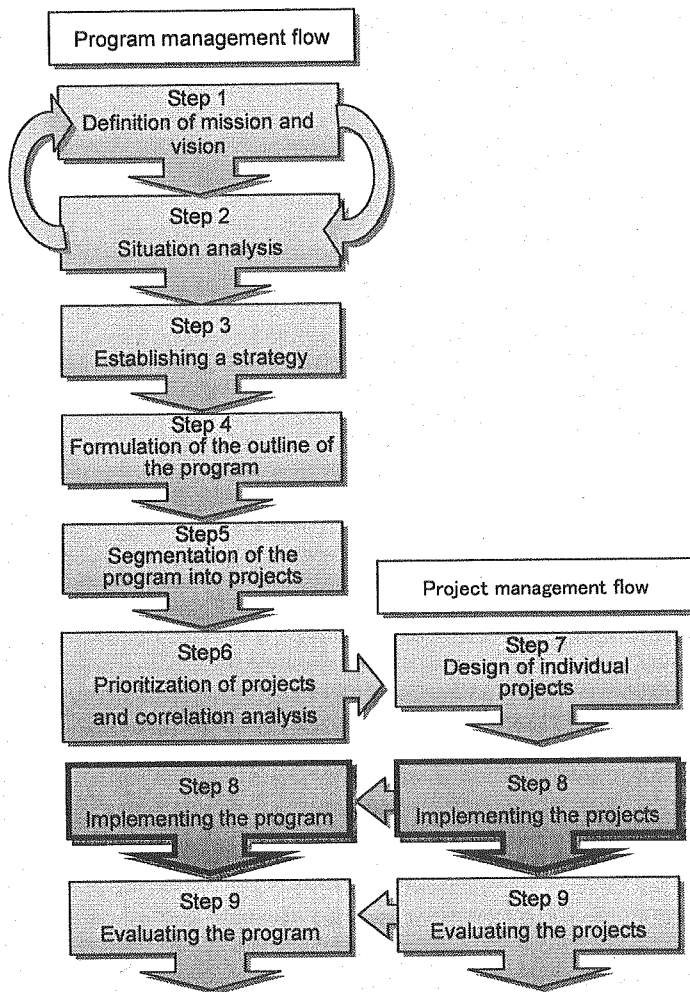 Program management flow
Step 1
Definition of mission and
vision
Step 2
Situation analysis
Step 3
Establishing a strategy
Step 4
Formulation of the outline of
the program
Step5
Segmentation of the
program into projects
Project management flow
Step6
Prioritization of projects
and correlation analysis
Step 7
Design of individual
projects
Step 8
Implementing the program
Step 8
Implementing the projects
Step 9
Evaluating the program
Step 9
Evaluating the projects